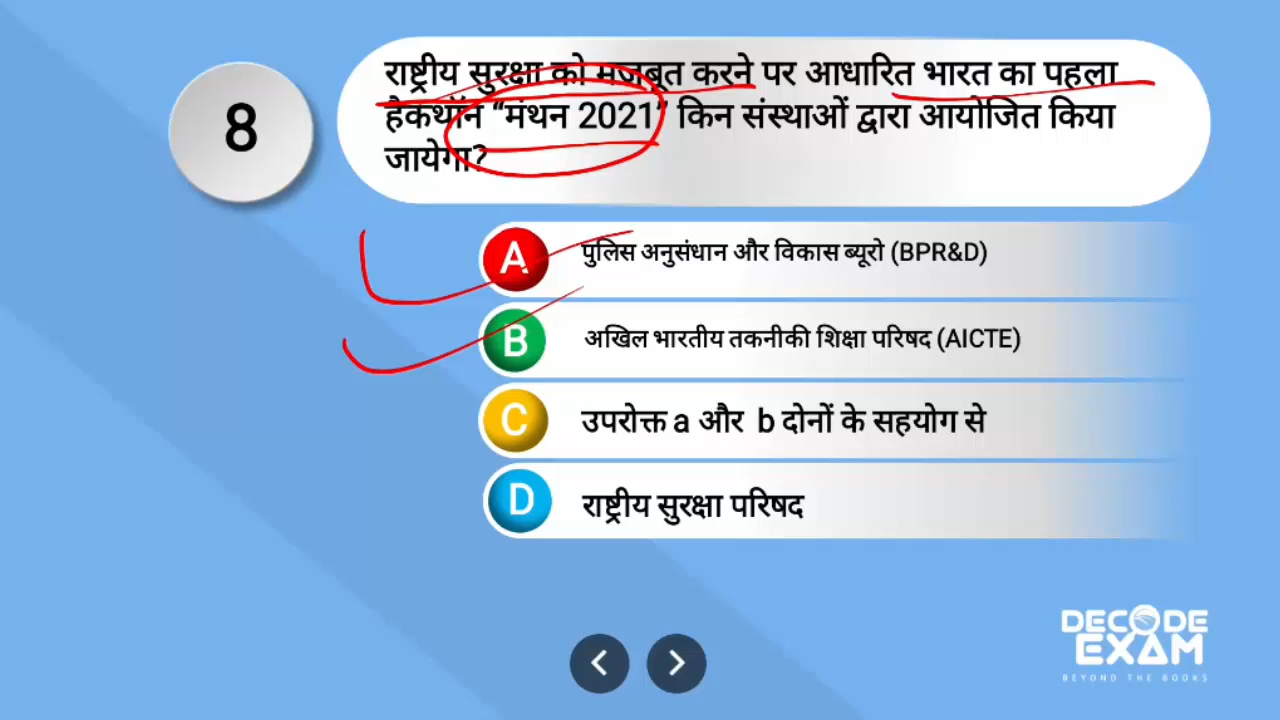 8
राष्ट्रीय सुरक्षा को मजबूत करने पर आधारित भारत का पहला
हैकथॉन “मंथन 2021” किन संस्थाओं द्वारा आयोजित किया
जायेगा?
A पुलिस अनुसंधान और विकास ब्यूरो (BPR&D)
B अखिल भारतीय तकनीकी शिक्षा परिषद (AICTE)
C उपरोक्त a और b दोनों के सहयोग से
D राष्ट्रीय सुरक्षा परिषद
DECODE
EXAM
BEYOND THE BOOKS